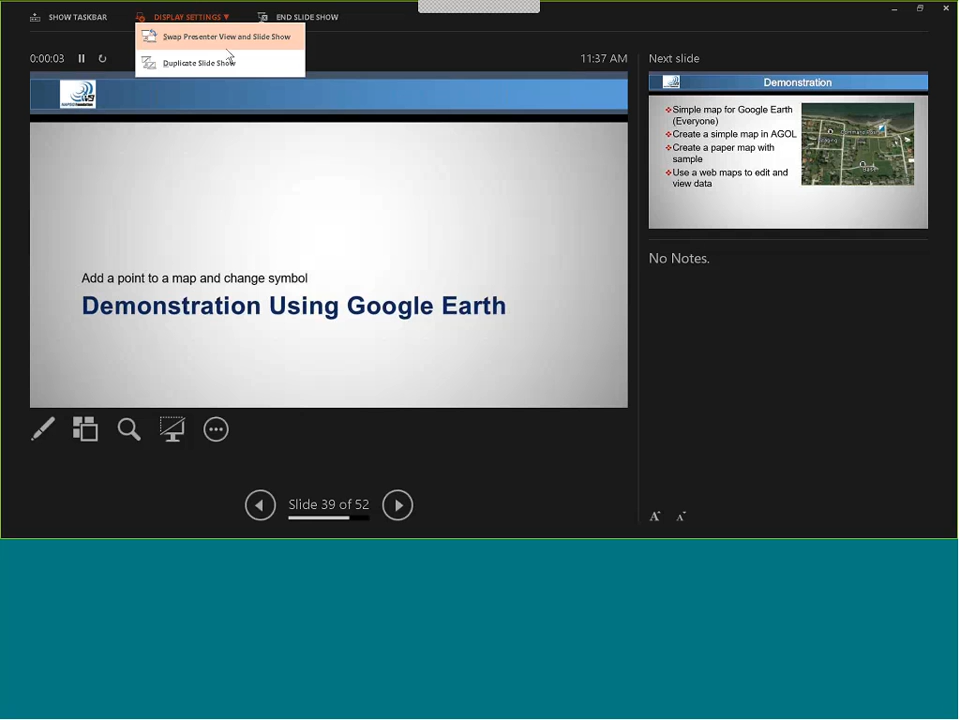 SHOW TASKBAR
DISPLAY SETTINGS ▼
END SLIDE SHOW
Swap Presenter View and Slide Show
Duplicate Slide Show
0:00:03
11:37 AM
Add a point to a map and change symbol
Demonstration Using Google Earth
Slide 39 of 52
Next slide
Demonstration
❖Simple map for Google Earth
(Everyone)
❖Create a simple map in AGOL
❖Create a paper map with
sample
❖Use a web maps to edit and
view data
No Notes.
A
A